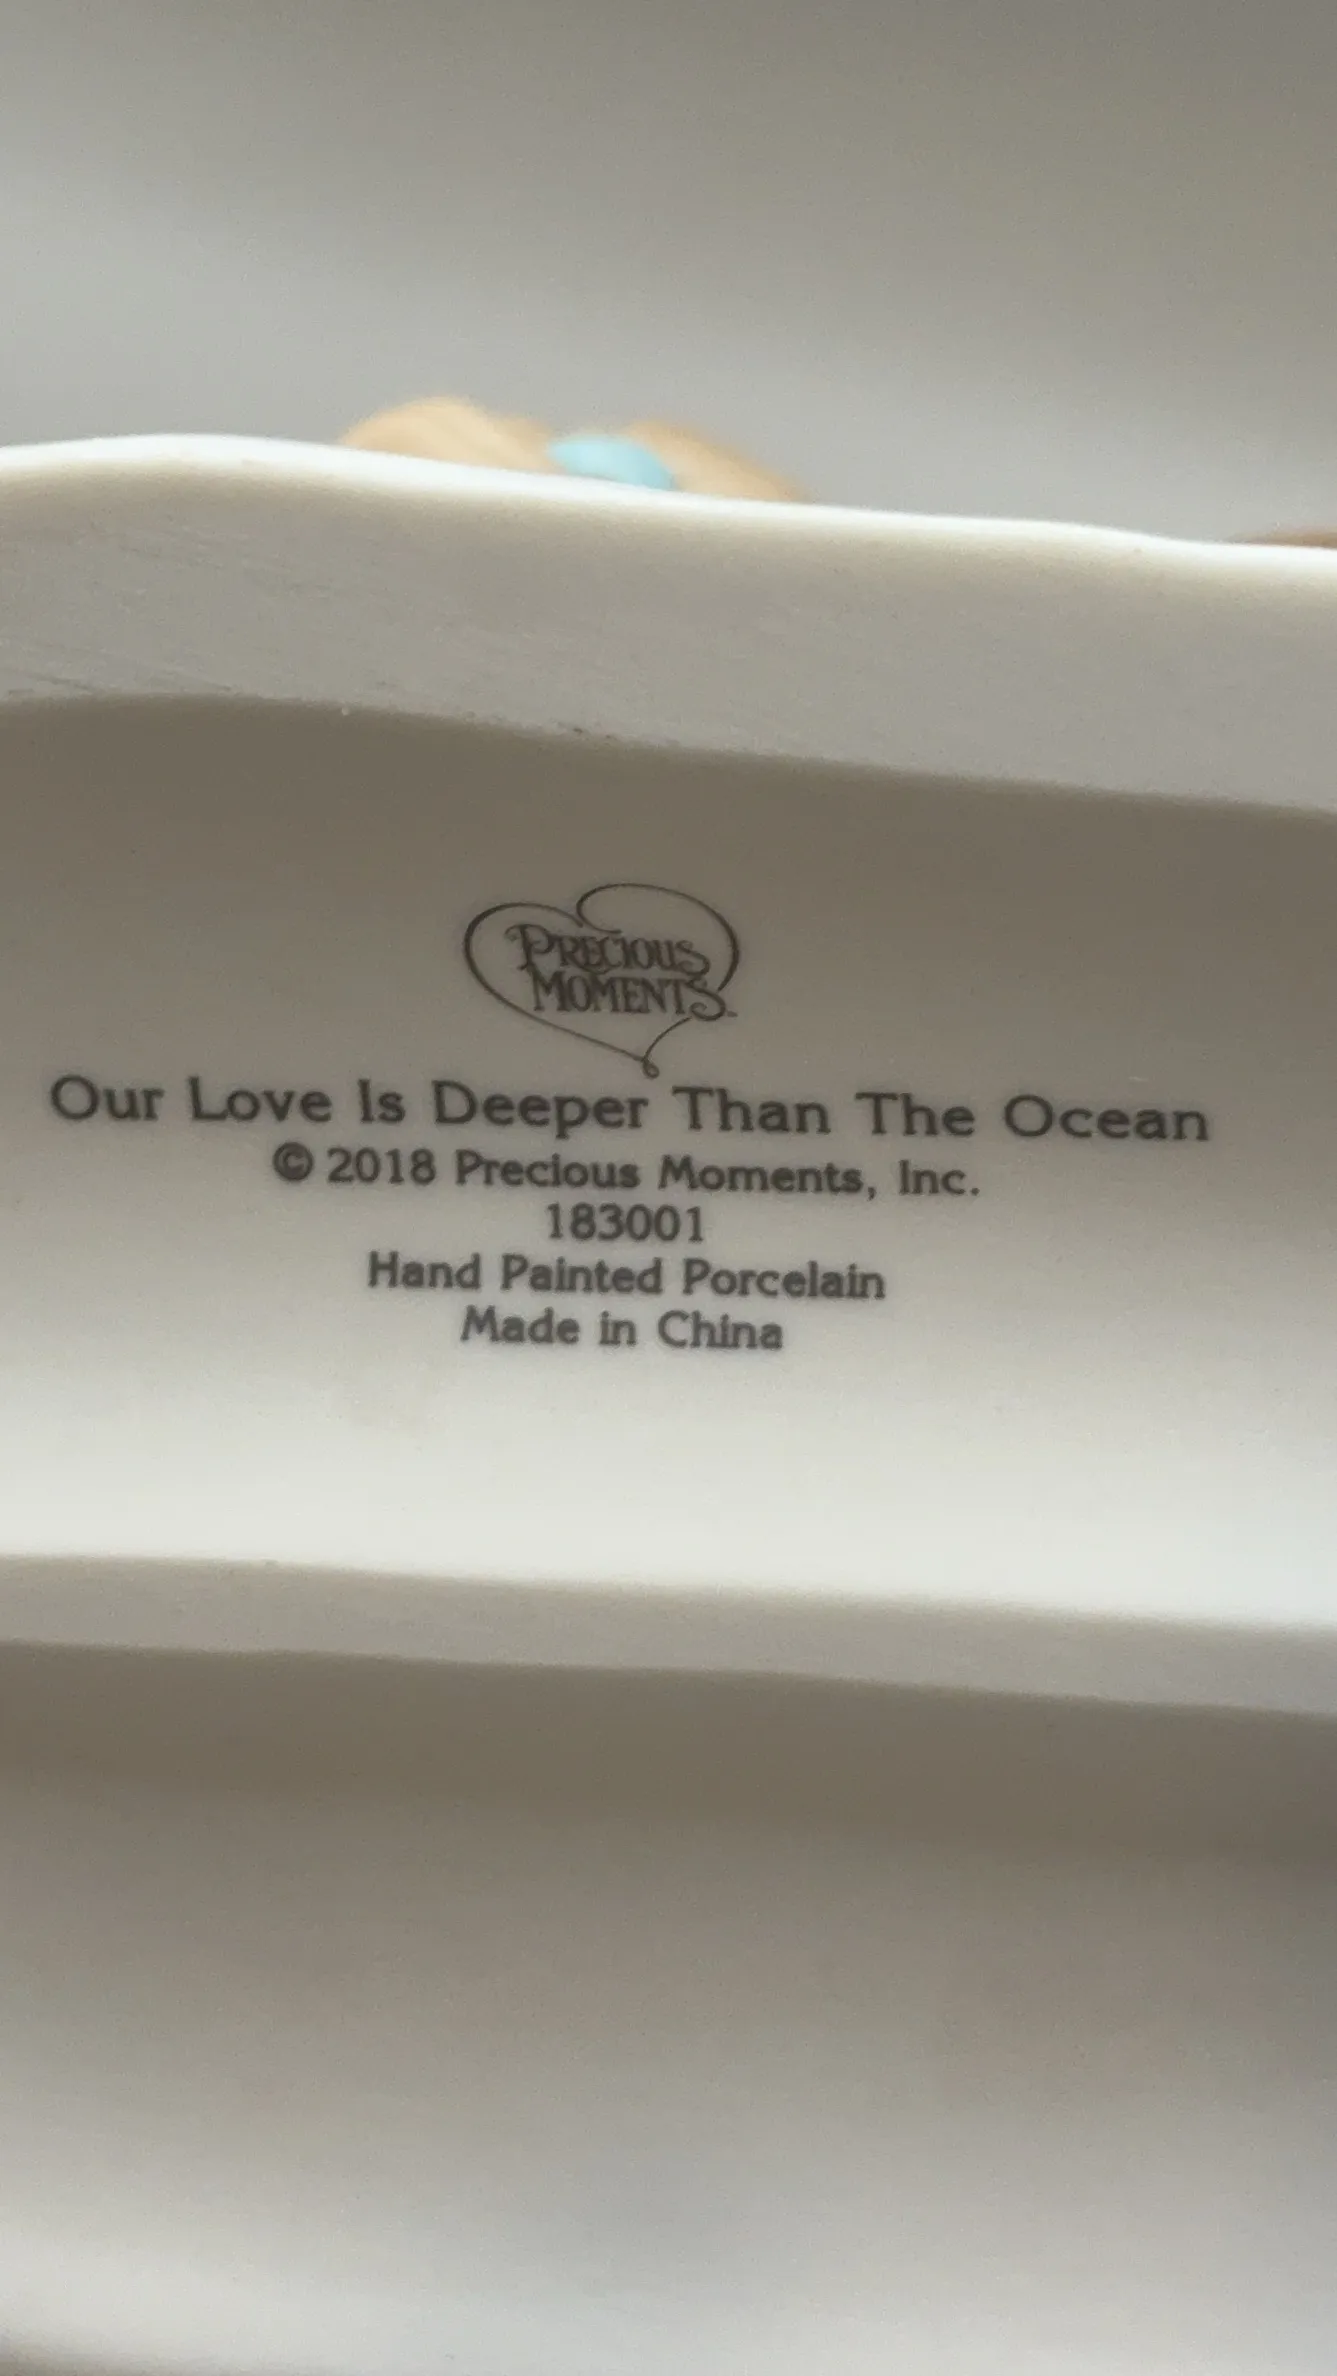 PRECIOUS
MOMENTS
Our Love Is Deeper Than The Ocean
© 2018 Precious Moments, Inc.
183001
Hand Painted Porcelain
Made in China